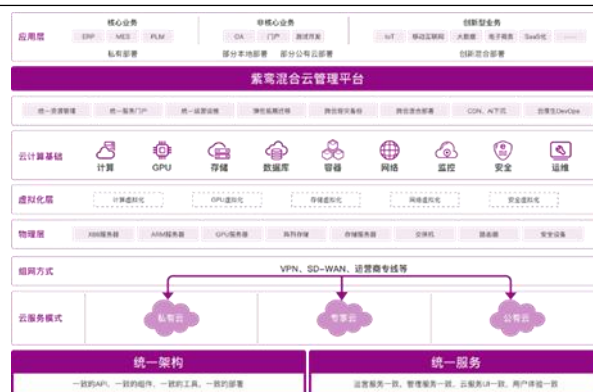 核心业务 非核心业务 创新型业务
应用层 ERP MES PLM OA 门户 测试开发 IoT 移动互联网 大数据 电子商务 SaaS化 ······
私有部署 部分本地部署 部分公有云部署 创新混合部署
紫鸾混合云管理平台
统一资源管理 统一服务门户 统一运营运维 弹性拓展迁移 跨云容灾备份 跨云混合部署 CDN、AI下沉 云原生DevOps
云计算基础 计算 GPU 存储 数据库 容器 网络 监控 安全 运维
虚拟化层 计算虚拟化 GPU虚拟化 存储虚拟化 网络虚拟化 安全虚拟化
物理层 X86服务器 ARM服务器 GPU服务器 阵列存储 存储服务器 交换机 路由器 安全设备
组网方式 VPN、SD-WAN、运营商专线等
云服务模式 私有云 专享云 公有云
统一架构 统一服务
一致的API、一致的组件、一致的工具、一致的部署 运营服务一致、管理服务一致、云服务UI一致、用户体验一致